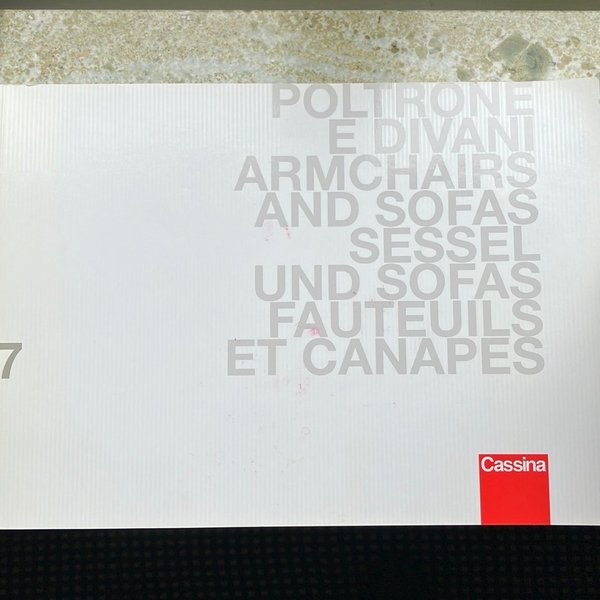 POLTRONE
E DIVANI
ARMCHAIRS
AND SOFAS
SESSEL
UND SOFAS
FAUTEUILS
7
ET CANAPES
Cassina